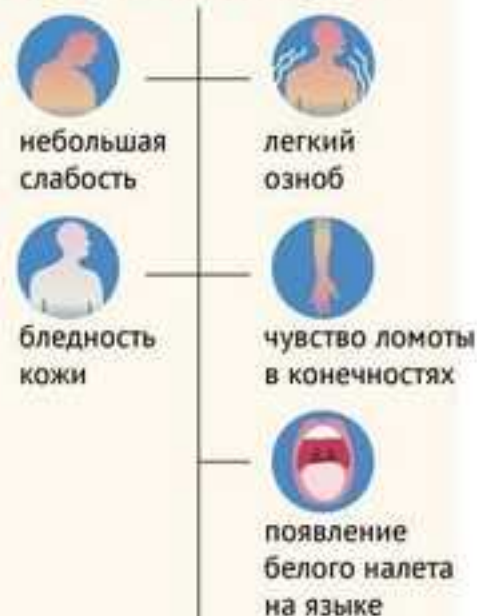 небольшая
слабость
легкий
озноб
бледность
кожи
чувство ломоты
в конечностях
появление
белого налета
на языке